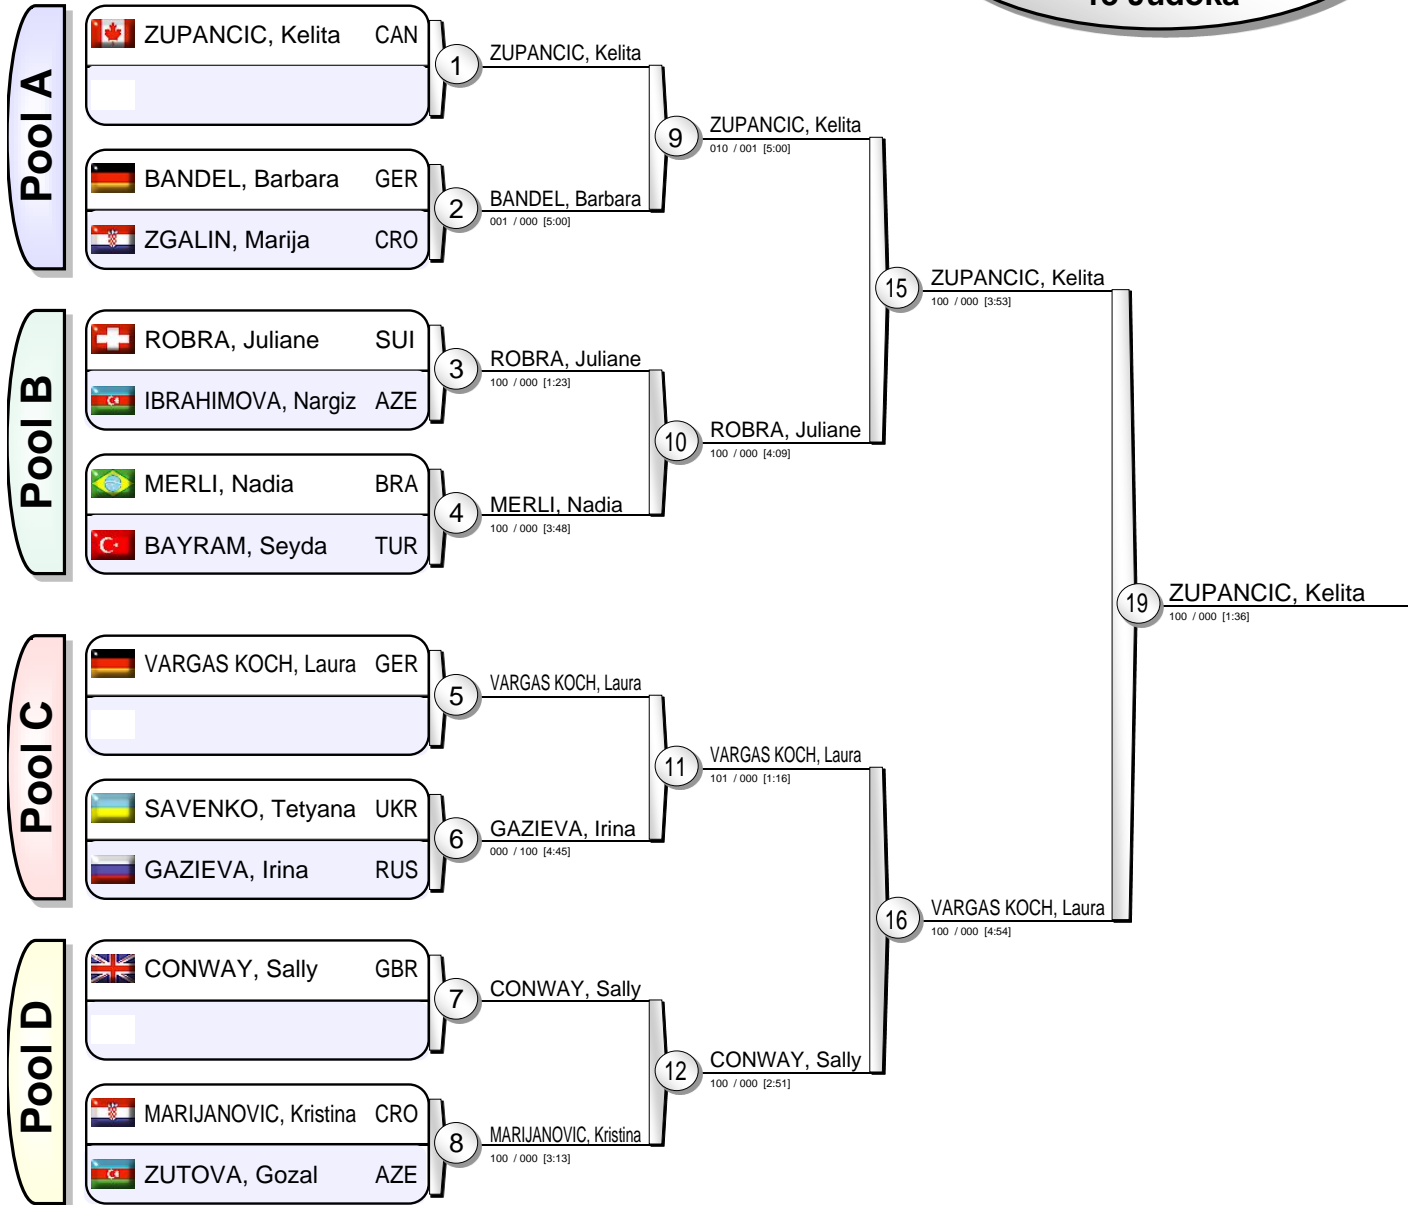 Judoka
Pool A
ZUPANCIC, Kelita CAN
1
ZUPANCIC, Kelita
BANDEL, Barbara GER
2
BANDEL, Barbara
001 / 000 [5:00]
ZGALIN, Marija CRO
9
ZUPANCIC, Kelita
010 / 001 [5:00]
Pool B
ROBRA, Juliane SUI
3
ROBRA, Juliane
100 / 000 [1:23]
IBRAHIMOVA, Nargiz AZE
MERLI, Nadia BRA
4
MERLI, Nadia
100 / 000 [3:48]
BAYRAM, Seyda TUR
10
ROBRA, Juliane
100 / 000 [4:09]
15
ZUPANCIC, Kelita
100 / 000 [3:53]
Pool C
VARGAS KOCH, Laura GER
5
VARGAS KOCH, Laura
SAVENKO, Tetyana UKR
6
GAZIEVA, Irina
000 / 100 [4:45]
GAZIEVA, Irina RUS
11
VARGAS KOCH, Laura
101 / 000 [1:16]
Pool D
CONWAY, Sally GBR
7
CONWAY, Sally
MARIJANOVIC, Kristina CRO
8
MARIJANOVIC, Kristina
100 / 000 [3:13]
ZUTOVA, Gozal AZE
12
CONWAY, Sally
100 / 000 [2:51]
16
VARGAS KOCH, Laura
100 / 000 [4:54]
19
ZUPANCIC, Kelita
100 / 000 [1:36]